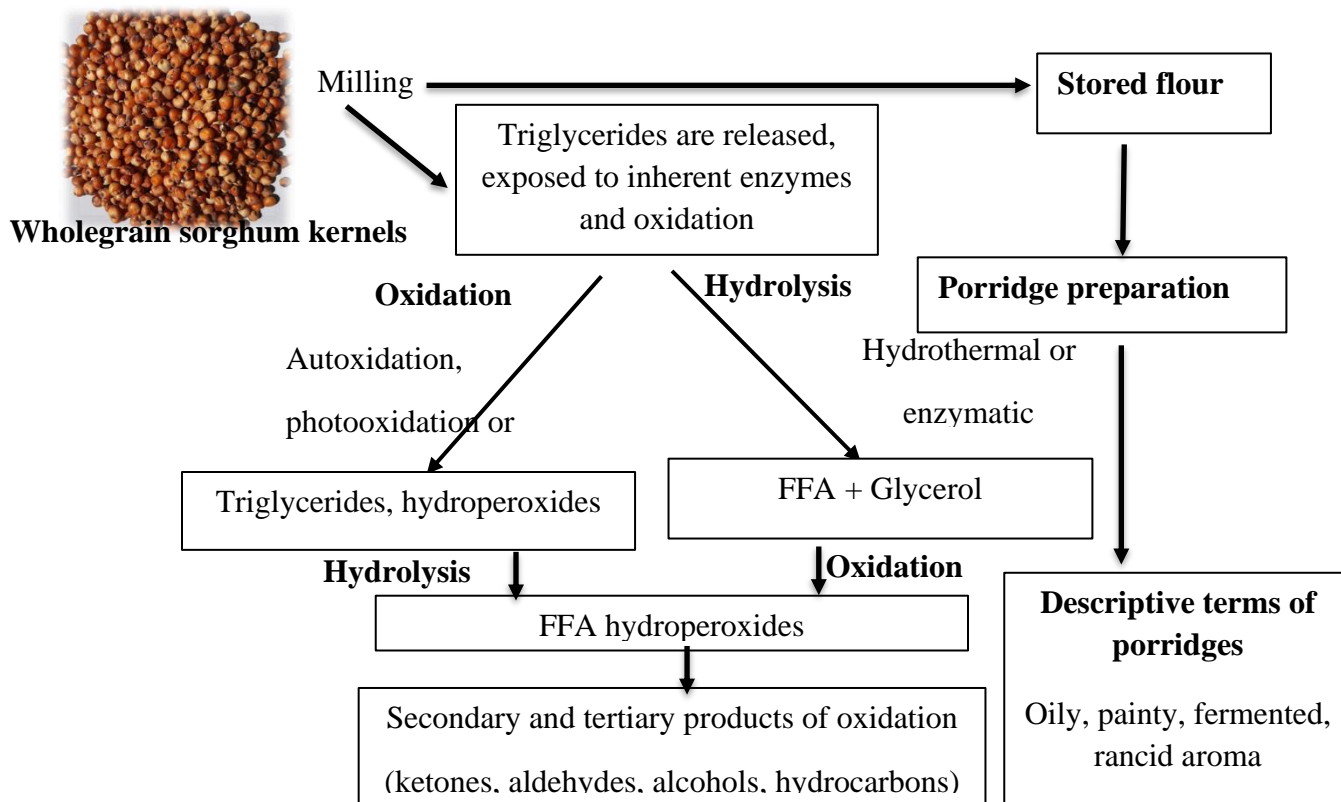 Milling
Stored flour
Triglycerides are released,
exposed to inherent enzymes
and oxidation
Wholegrain sorghum kernels
Oxidation
Hydrolysis
Porridge preparation
Autoxidation,
photooxidation or
Hydrothermal or
enzymatic
Triglycerides, hydroperoxides
FFA + Glycerol
Hydrolysis
Oxidation
FFA hydroperoxides
Descriptive terms of
porridges
Oily, painty, fermented,
rancid aroma
Secondary and tertiary products of oxidation
(ketones, aldehydes, alcohols, hydrocarbons)